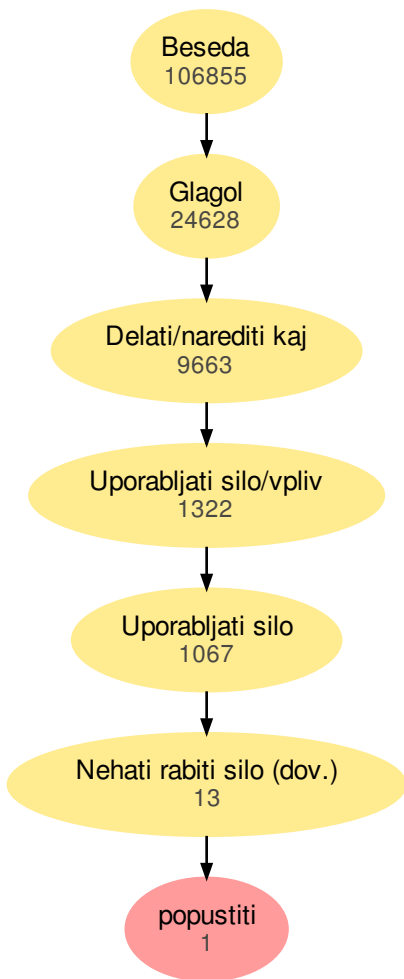 Beseda
106855
Glagol
24628
Delati/narediti kaj
9663
Uporabljati silo/vpliv
1322
Uporabljati silo
1067
Nehati rabiti silo (dov.)
13
popustiti
1